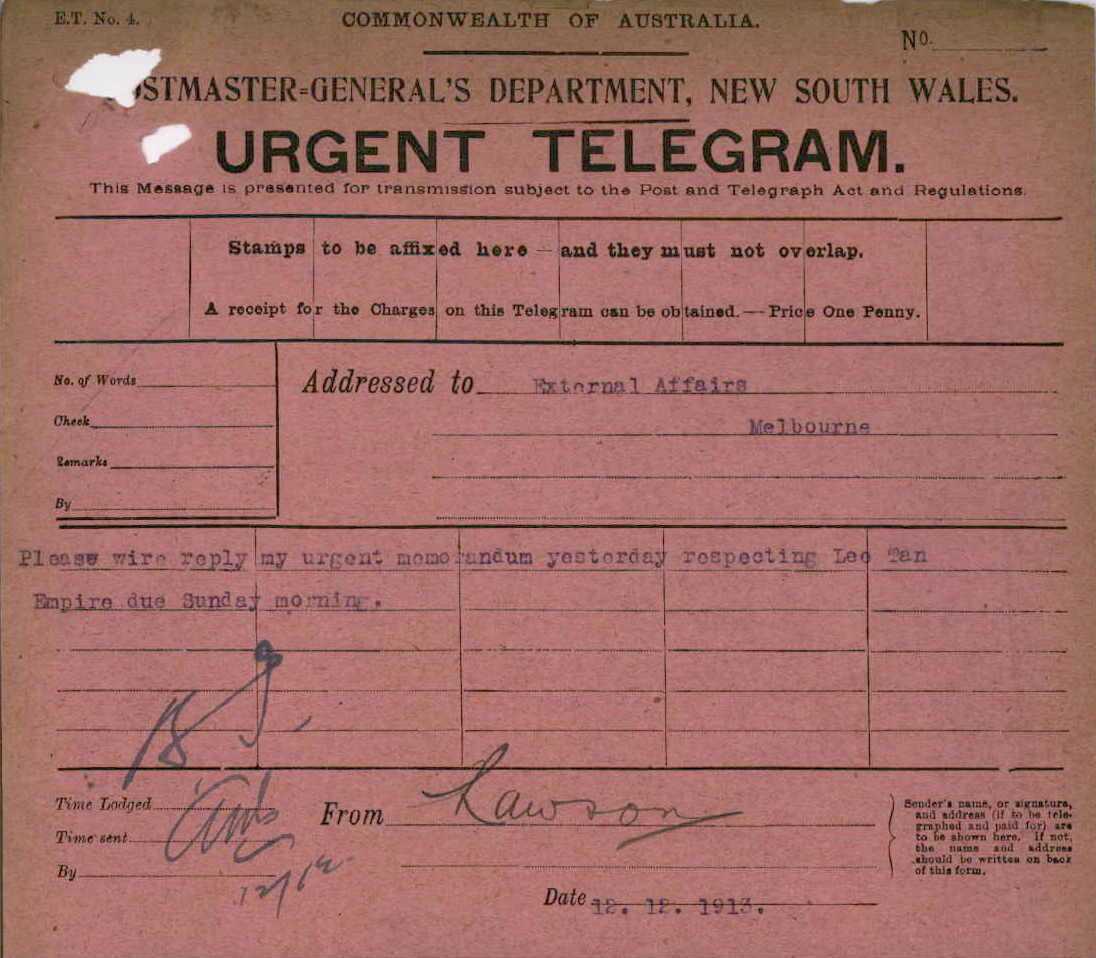 E.T. No. 4.
COMMONWEALTH OF AUSTRALIA.
No.
OSTMASTER=GENERAL'S DEPARTMENT, NEW SOUTH WALES.
URGENT TELEGRAM.
This Message is presented for transmission subject to the Post and Telegraph Act and Regulations.
Stamps to be affixed here — and they must not overlap.
A receipt for the Charges on this Telegram can be obtained.—Price One Penny.
No. of Words
Addressed to External Affairs
Check
Melbourne
Remarks
By
Please wire reply my urgent memorandum yesterday respecting Lee Tan
Empire due Sunday morning.
Time Lodged
From Lawson
Time sent
By
12/12
Sender's name, or signature,
and address (if to be tele-
graphed and paid for) are
to be shown here. If not,
the name and address
should be written on back
of this form.
Date 12. 12. 1913.